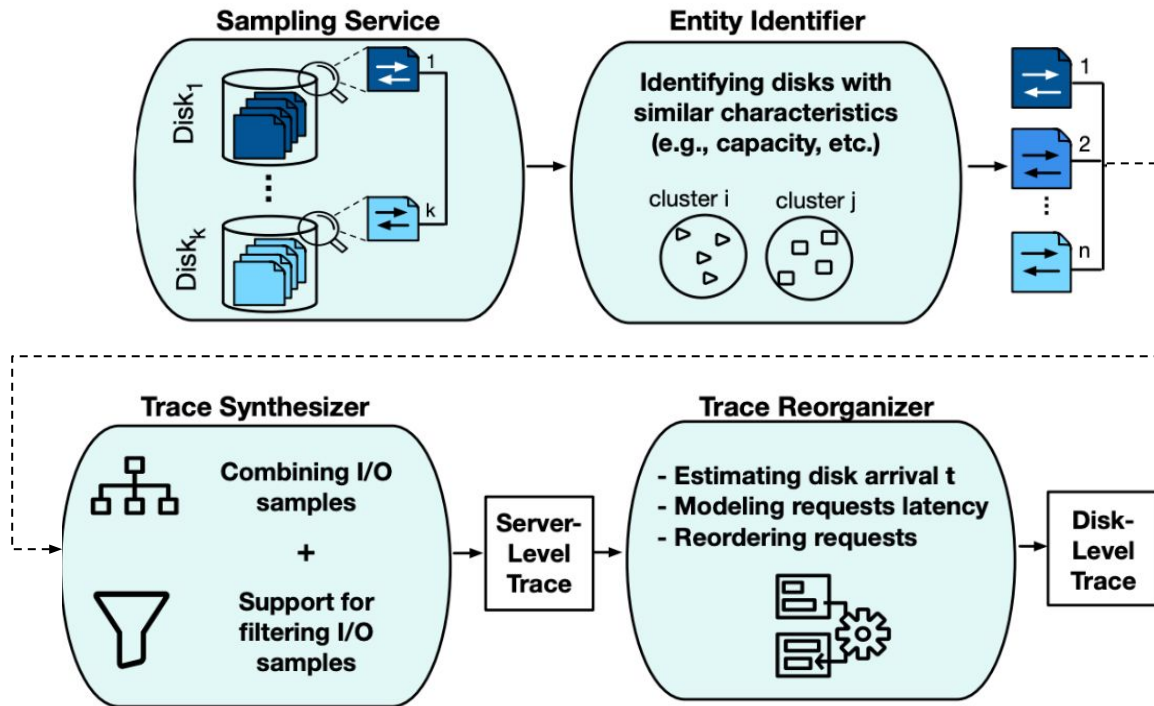 Sampling Service
Disk1
1
Diskk
k
Entity Identifier
Identifying disks with
similar characteristics
(e.g., capacity, etc.)
cluster i
cluster j
1
2
n
Trace Synthesizer
Combining I/O
samples
+
Support for
filtering I/O
samples
Server-
Level
Trace
Trace Reorganizer
- Estimating disk arrival t
- Modeling requests latency
- Reordering requests
Disk-
Level
Trace